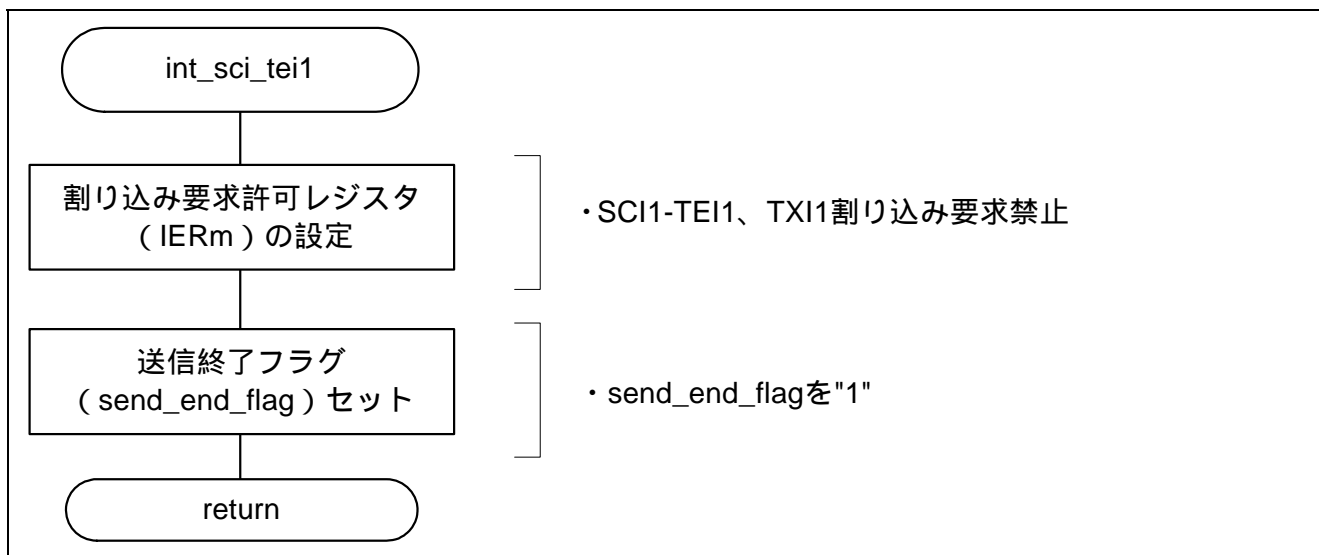 int_sci_tei1
割り込み要求許可レジスタ
(IERm)の設定
・SCI1-TEI1、TXI1割り込み要求禁止
送信終了フラグ
(send_end_flag)セット
・send_end_flagを"1"
return